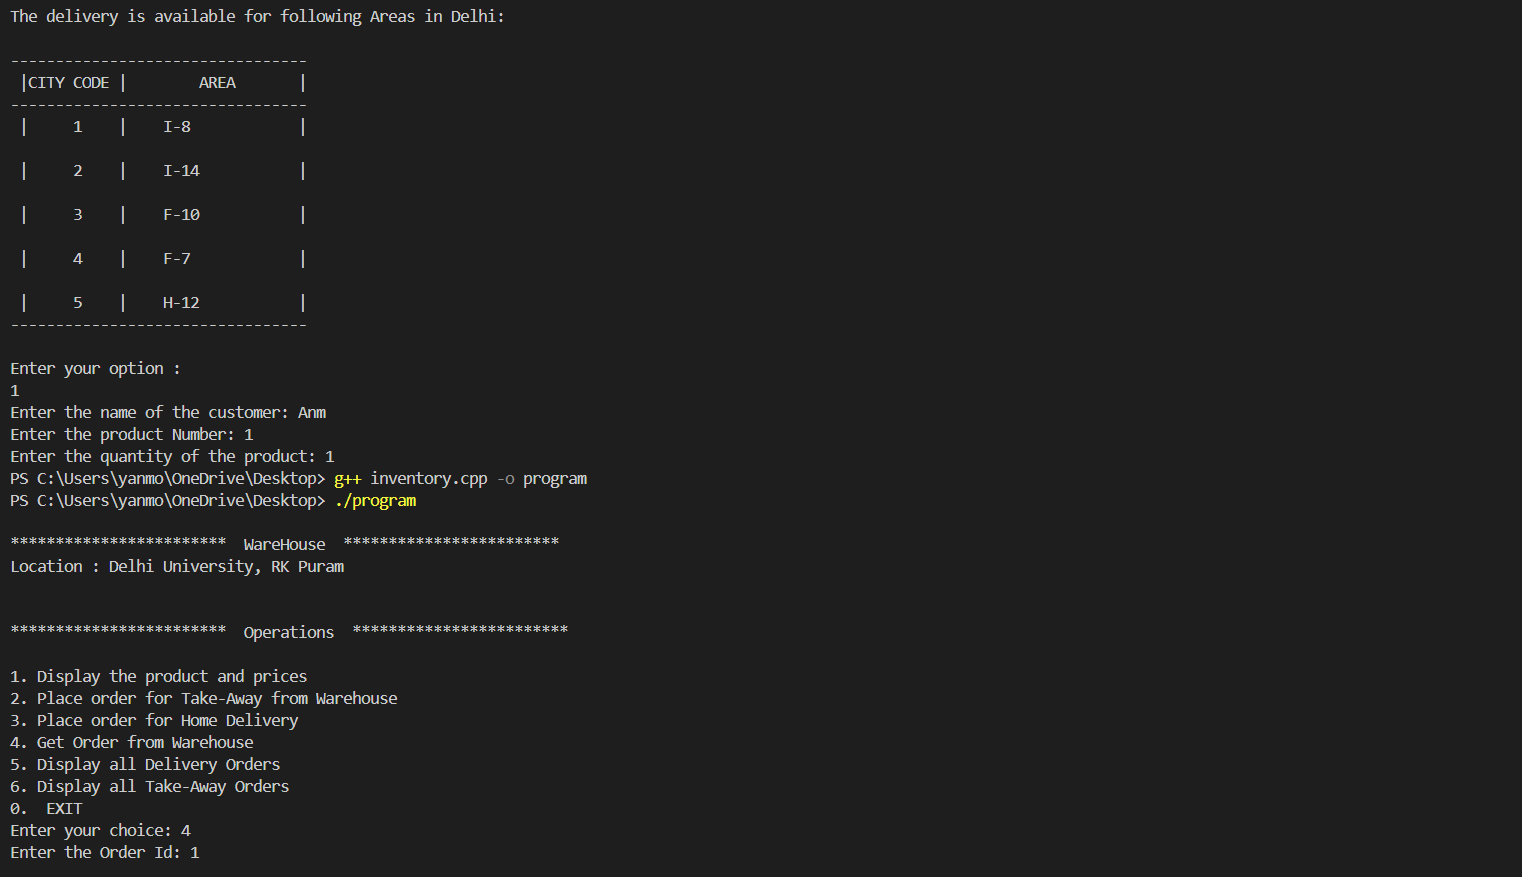 The delivery is available for following Areas in Delhi:
---------------------------------
|CITY CODE |        AREA       |
---------------------------------
|     1    |    I-8            |
|     2    |    I-14           |
|     3    |    F-10           |
|     4    |    F-7            |
|     5    |    H-12           |
---------------------------------
Enter your option :
1
Enter the name of the customer: Anm
Enter the product Number: 1
Enter the quantity of the product: 1
PS C:\Users\yanmo\OneDrive\Desktop> g++ inventory.cpp -o program
PS C:\Users\yanmo\OneDrive\Desktop> ./program
************************  WareHouse  ************************
Location : Delhi University, RK Puram
************************  Operations  ************************
1. Display the product and prices
2. Place order for Take-Away from Warehouse
3. Place order for Home Delivery
4. Get Order from Warehouse
5. Display all Delivery Orders
6. Display all Take-Away Orders
0.  EXIT
Enter your choice: 4
Enter the Order Id: 1